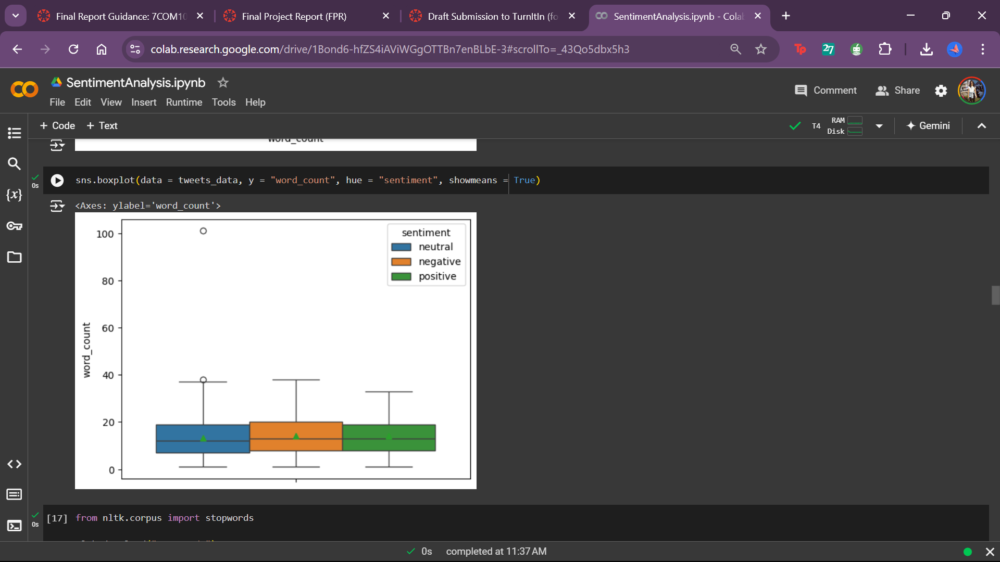 Final Report Guidance: 7COM10
Final Project Report (FPR)
Draft Submission to TurnItIn (fo
SentimentAnalysis.ipynb - Colab
colab.research.google.com/drive/1Bond6-hfZS4iAViWGgOTTBn7enBLbE-3#scrollTo=_43Qo5dbx5h3
Tp
27
SentimentAnalysis.ipynb
Comment
Share
File Edit View Insert Runtime Tools Help
+ Code + Text
T4
RAM
Disk
Gemini
word_count
0s
sns.boxplot(data = tweets_data, y = "word_count", hue = "sentiment", showmeans = True)
<Axes: ylabel='word_count'>
sentiment
neutral
negative
positive
100
80
60
40
20
0
word_count
{x}
0s
[17] from nltk.corpus import stopwords
0s completed at 11:37 AM